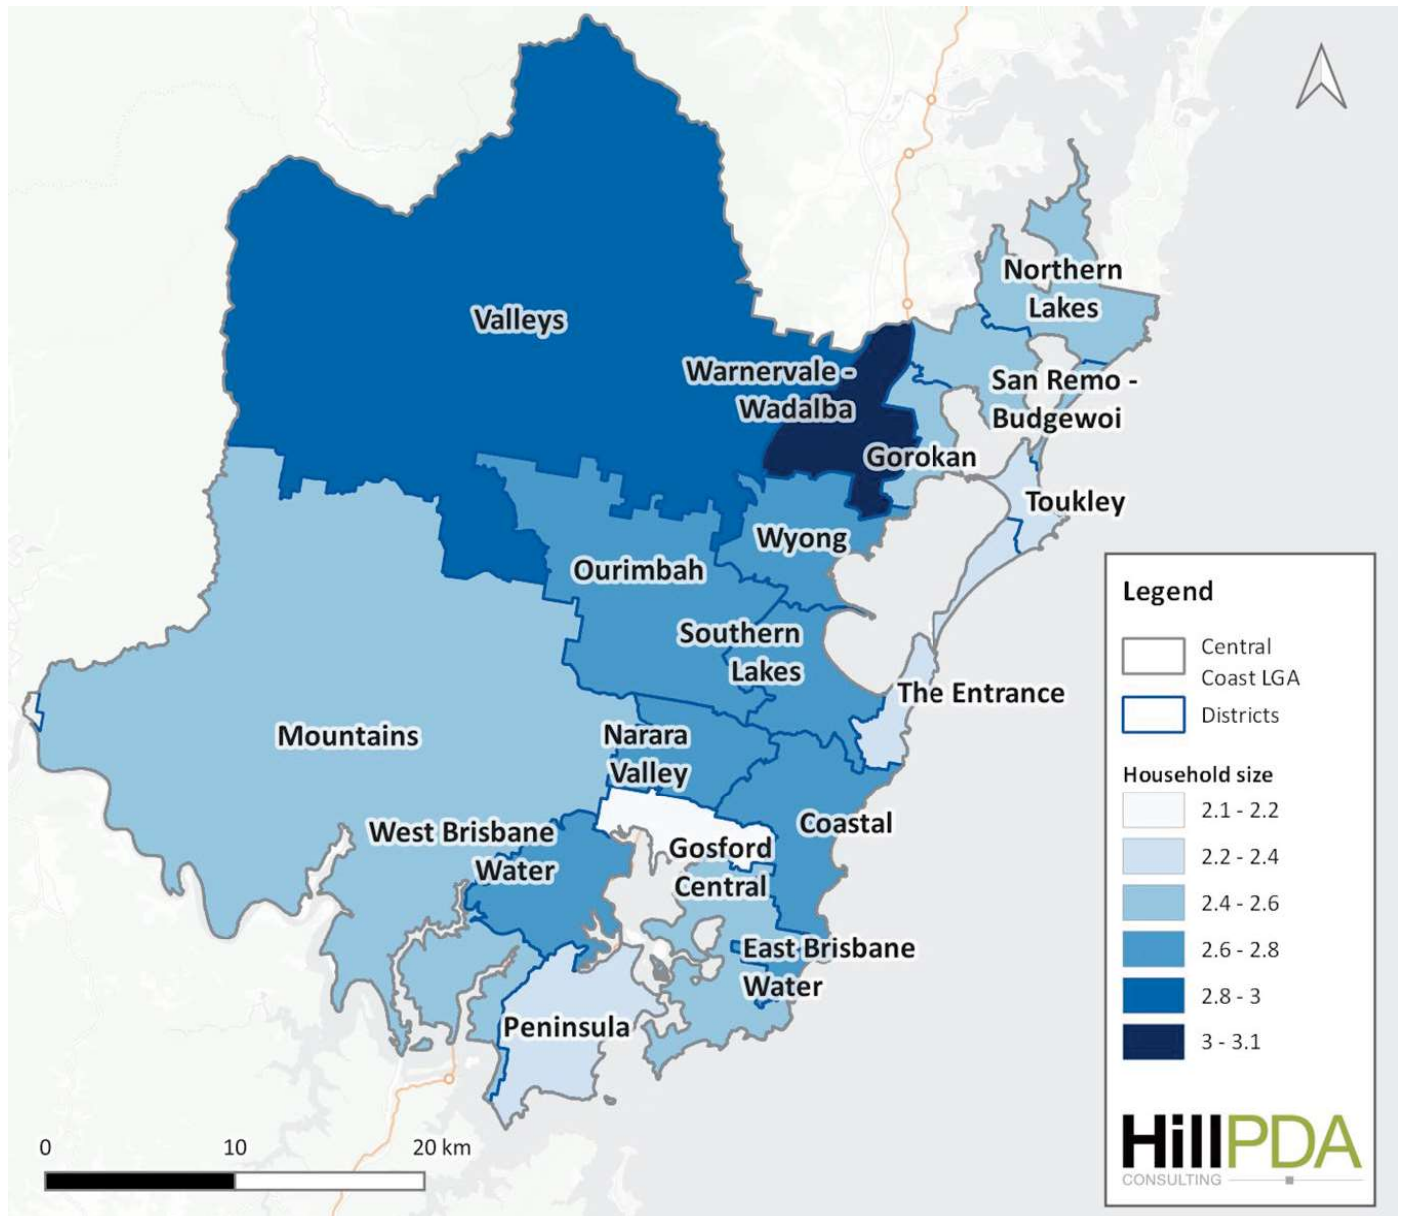 Northern
Lakes
Valleys
Warnervale -
Wadalba
San Remo -
Budgewoi
Gorokan
Toukley
Wyong
Ourimbah
Southern
Lakes
The Entrance
Mountains
Narara
Valley
Coastal
West Brisbane
Water
Gosford
Central
East Brisbane
Water
Peninsula
0 10 20 km
Legend
Central
Coast LGA
Districts
Household size
2.1 - 2.2
2.2 - 2.4
2.4 - 2.6
2.6 - 2.8
2.8 - 3
3 - 3.1
HillPDA
CONSULTING